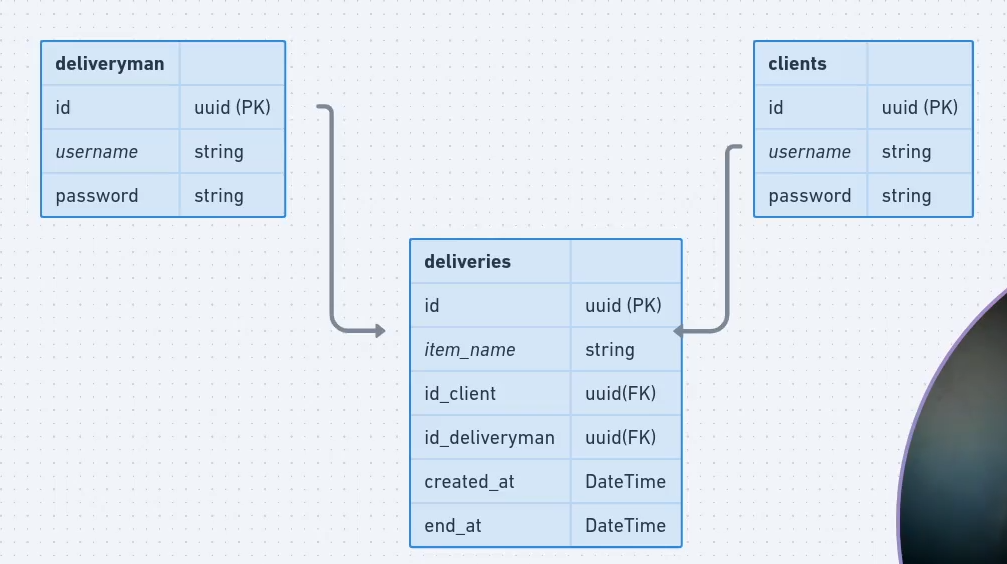 deliveryman
id uuid (PK)
username string
password string
clients
id uuid (PK)
username string
password string
deliveries
id uuid (PK)
item_name string
id_client uuid(FK)
id_deliveryman uuid(FK)
created_at DateTime
end_at DateTime